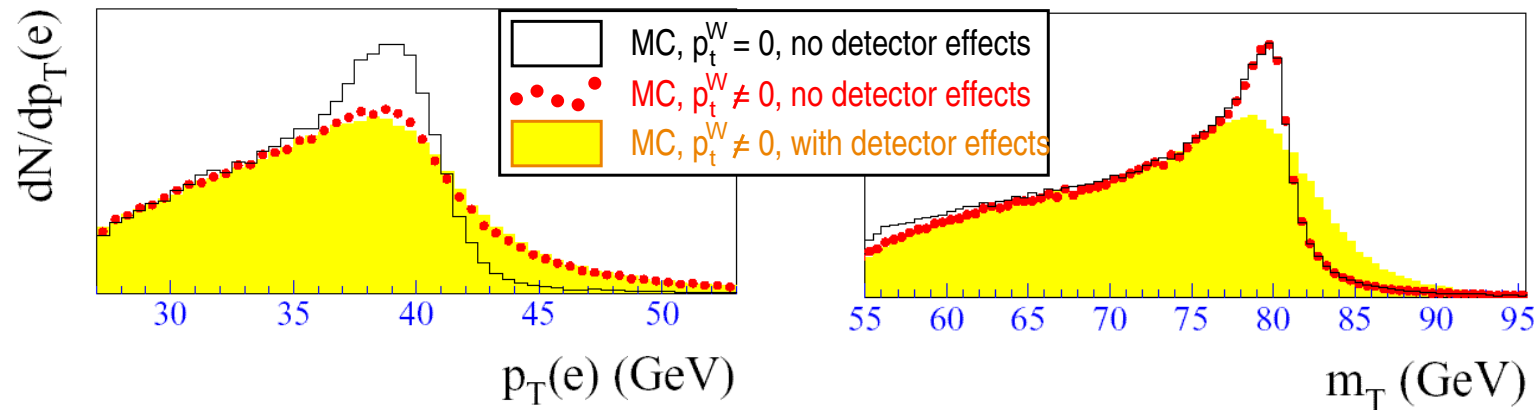 dN/dp_T(e)
MC, p_t^W = 0, no detector effects
MC, p_t^W ≠ 0, no detector effects
MC, p_t^W ≠ 0, with detector effects
30 35 40 45 50
p_T(e) (GeV)
55 60 65 70 75 80 85 90 95
m_T (GeV)